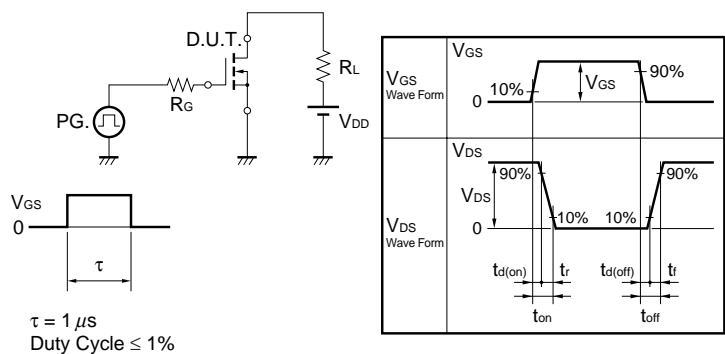 D.U.T.
RL
RG
PG.
VDD
VGS
0
τ
τ = 1 μs
Duty Cycle ≤ 1%
VGS
Wave Form
VGS
10%
VGS
90%
0
VDS
Wave Form
VDS
90%
VDS
90%
10%
10%
0
td(on)
tr
td(off)
tf
ton
toff